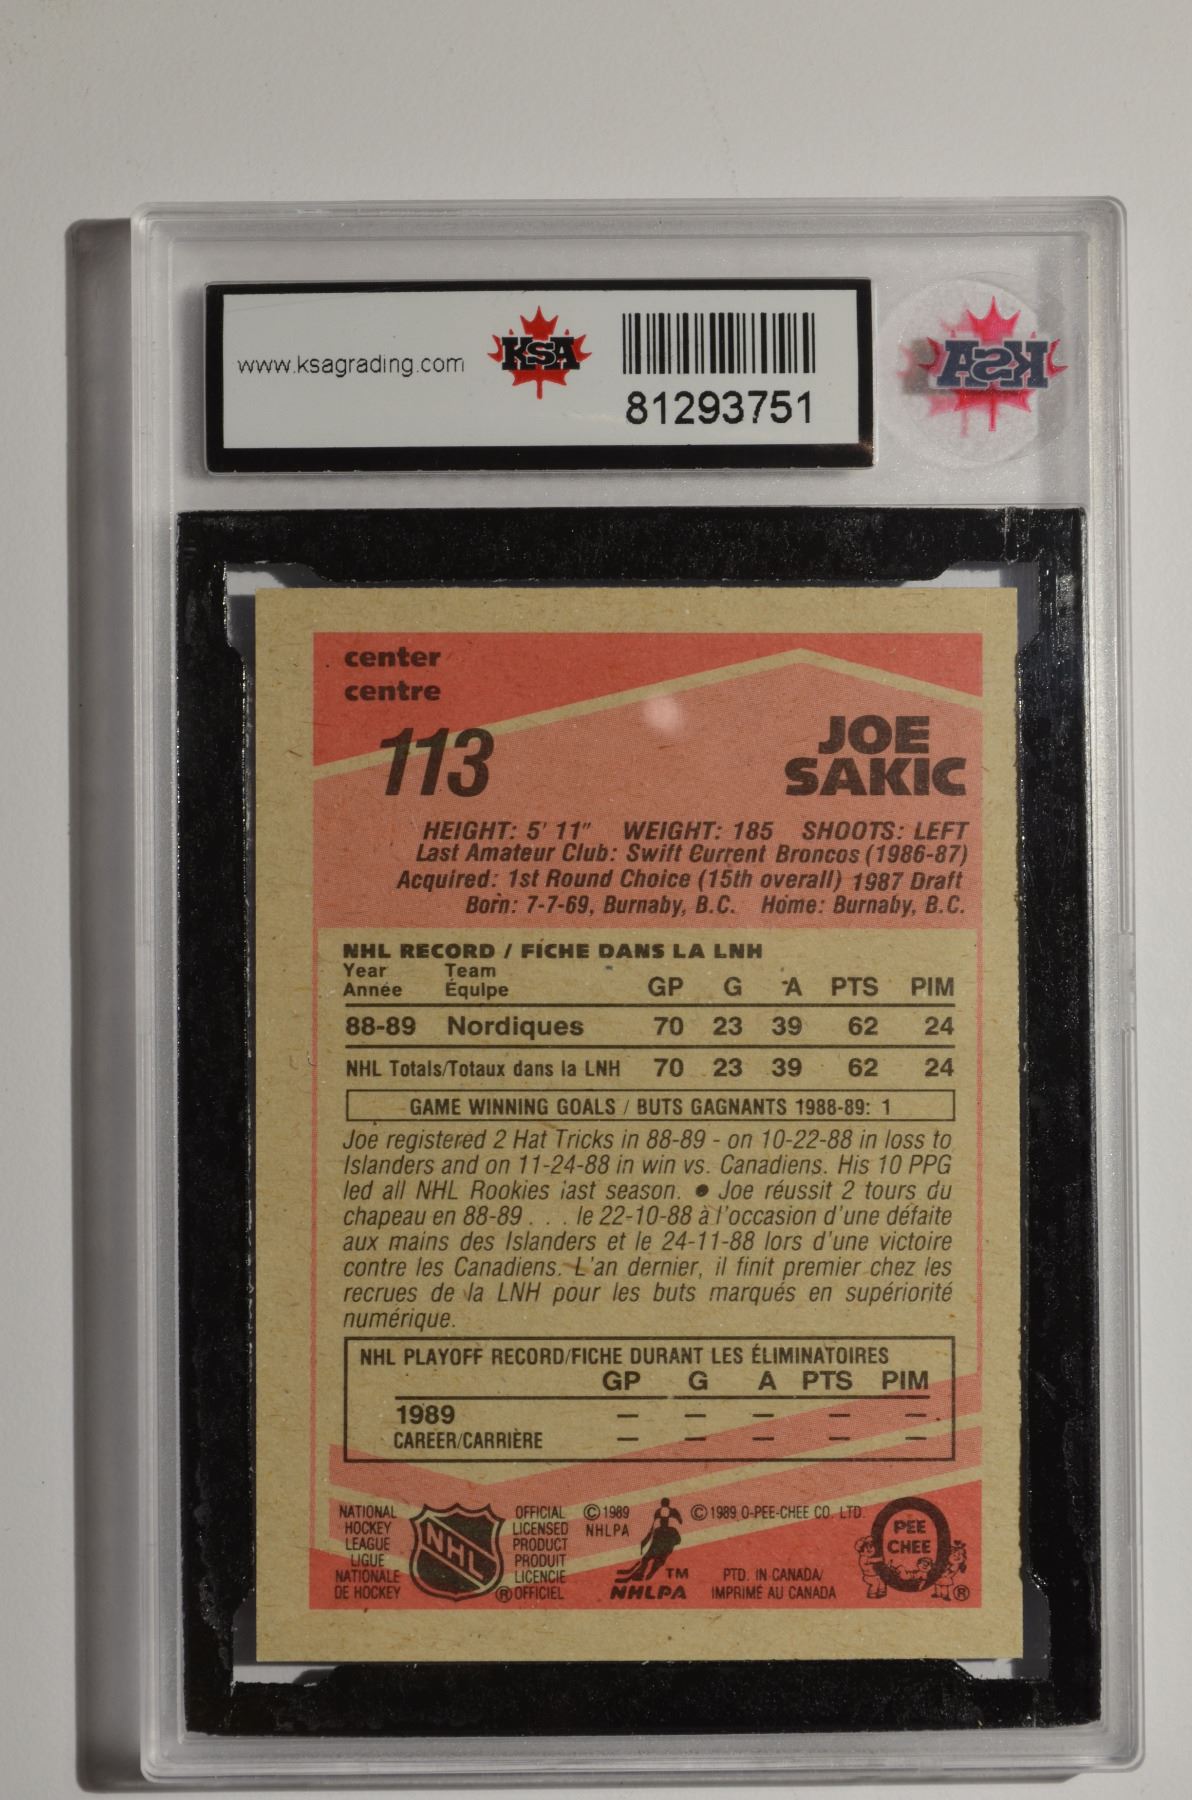 www.ksagrading.com
KSA
81293751
KSA
center
centre
113
JOE
SAKIC
HEIGHT: 5' 11" WEIGHT: 185 SHOOTS: LEFT
Last Amateur Club: Swift Current Broncos (1986-87)
Acquired: 1st Round Choice (15th overall) 1987 Draft
Born: 7-7-69, Burnaby, B.C. Home: Burnaby, B.C.
NHL RECORD / FICHE DANS LA LNH
Year Team
Année Équipe GP G A PTS PIM
88-89 Nordiques 70 23 39 62 24
NHL Totals/Totaux dans la LNH 70 23 39 62 24
GAME WINNING GOALS / BUTS GAGNANTS 1988-89: 1
Joe registered 2 Hat Tricks in 88-89 - on 10-22-88 in loss to
Islanders and on 11-24-88 in win vs. Canadiens. His 10 PPG
led all NHL Rookies last season. ● Joe réussit 2 tours du
chapeau en 88-89 . . . le 22-10-88 à l'occasion d'une défaite
aux mains des Islanders et le 24-11-88 lors d'une victoire
contre les Canadiens. L'an dernier, il finit premier chez les
recrues de la LNH pour les buts marqués en supériorité
numérique.
NHL PLAYOFF RECORD/FICHE DURANT LES ÉLIMINATOIRES
GP G A PTS PIM
1989 — — — — —
CAREER/CARRIÈRE — — — — —
NATIONAL
HOCKEY
LEAGUE
LIGUE
NATIONALE
DE HOCKEY
NHL
®
OFFICIAL
LICENSED
PRODUCT
PRODUIT
LICENCIE
OFFICIEL
© 1989
NHLPA
TM
NHLPA
© 1989 O-PEE-CHEE CO. LTD.
PTD. IN CANADA/
IMPRIMÉ AU CANADA
O
PEE
CHEE
®